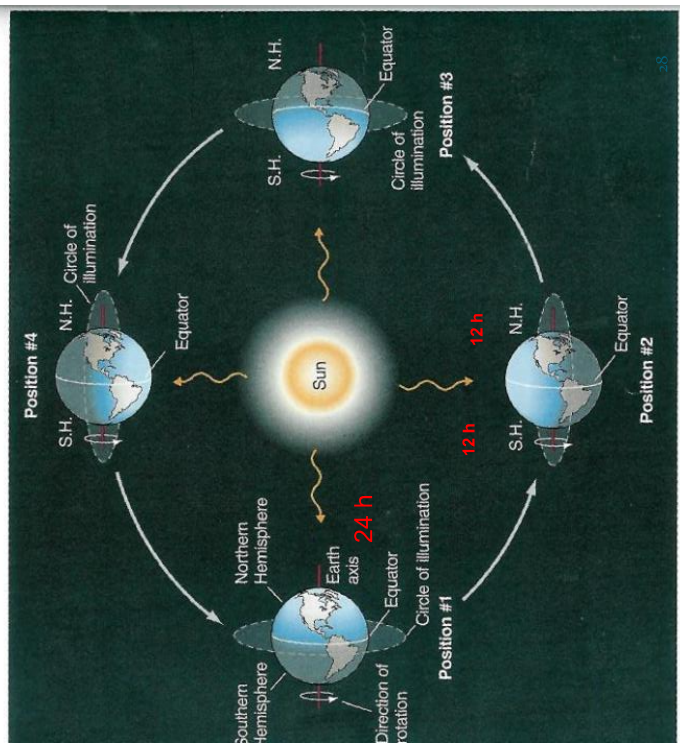 28
Position #4
S.H.
N.H.
Circle of
illumination
Equator
S.H.
N.H.
Equator
Circle of
illumination
Position #3
Sun
12 h
12 h
24 h
Southern
Hemisphere
Northern
Hemisphere
Earth
axis
Equator
Circle of illumination
Direction of
rotation
Position #1
S.H.
N.H.
Equator
Position #2